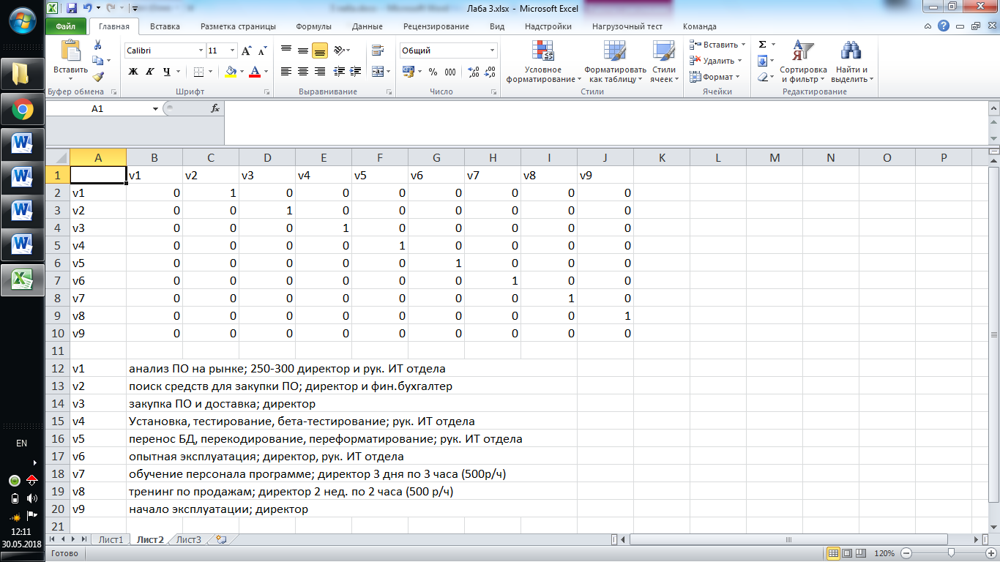 Лаба 3.xlsx - Microsoft Excel
Файл Главная Вставка Разметка страницы Формулы Данные Рецензирование Вид Надстройки Нагрузочный тест Команда
Calibri 11 Общий Вставить Σ
Вставить Удалить
Ж К Ч А % 000 Условное форматирование Форматировать как таблицу Стили ячеек Формат Сортировка и фильтр Найти и выделить
Буфер обмена Шрифт Выравнивание Число Стили Ячейки Редактирование
A1 fx
A B C D E F G H I J K L M N O P
1 v1 v2 v3 v4 v5 v6 v7 v8 v9
2 v1 0 1 0 0 0 0 0 0 0
3 v2 0 0 1 0 0 0 0 0 0
4 v3 0 0 0 1 0 0 0 0 0
5 v4 0 0 0 0 1 0 0 0 0
6 v5 0 0 0 0 0 1 0 0 0
7 v6 0 0 0 0 0 0 1 0 0
8 v7 0 0 0 0 0 0 0 1 0
9 v8 0 0 0 0 0 0 0 0 1
10 v9 0 0 0 0 0 0 0 0 0
11
12 v1 анализ ПО на рынке; 250-300 директор и рук. ИТ отдела
13 v2 поиск средств для закупки ПО; директор и фин.бухгалтер
14 v3 закупка ПО и доставка; директор
15 v4 Установка, тестирование, бета-тестирование; рук. ИТ отдела
16 v5 перенос БД, перекодирование, переформатирование; рук. ИТ отдела
17 v6 опытная эксплуатация; директор, рук. ИТ отдела
18 v7 обучение персонала программе; директор 3 дня по 3 часа (500р/ч)
19 v8 тренинг по продажам; директор 2 нед. по 2 часа (500 р/ч)
20 v9 начало эксплуатации; директор
21
Лист1 Лист2 Лист3
Готово 120%
EN
12:11
30.05.2018